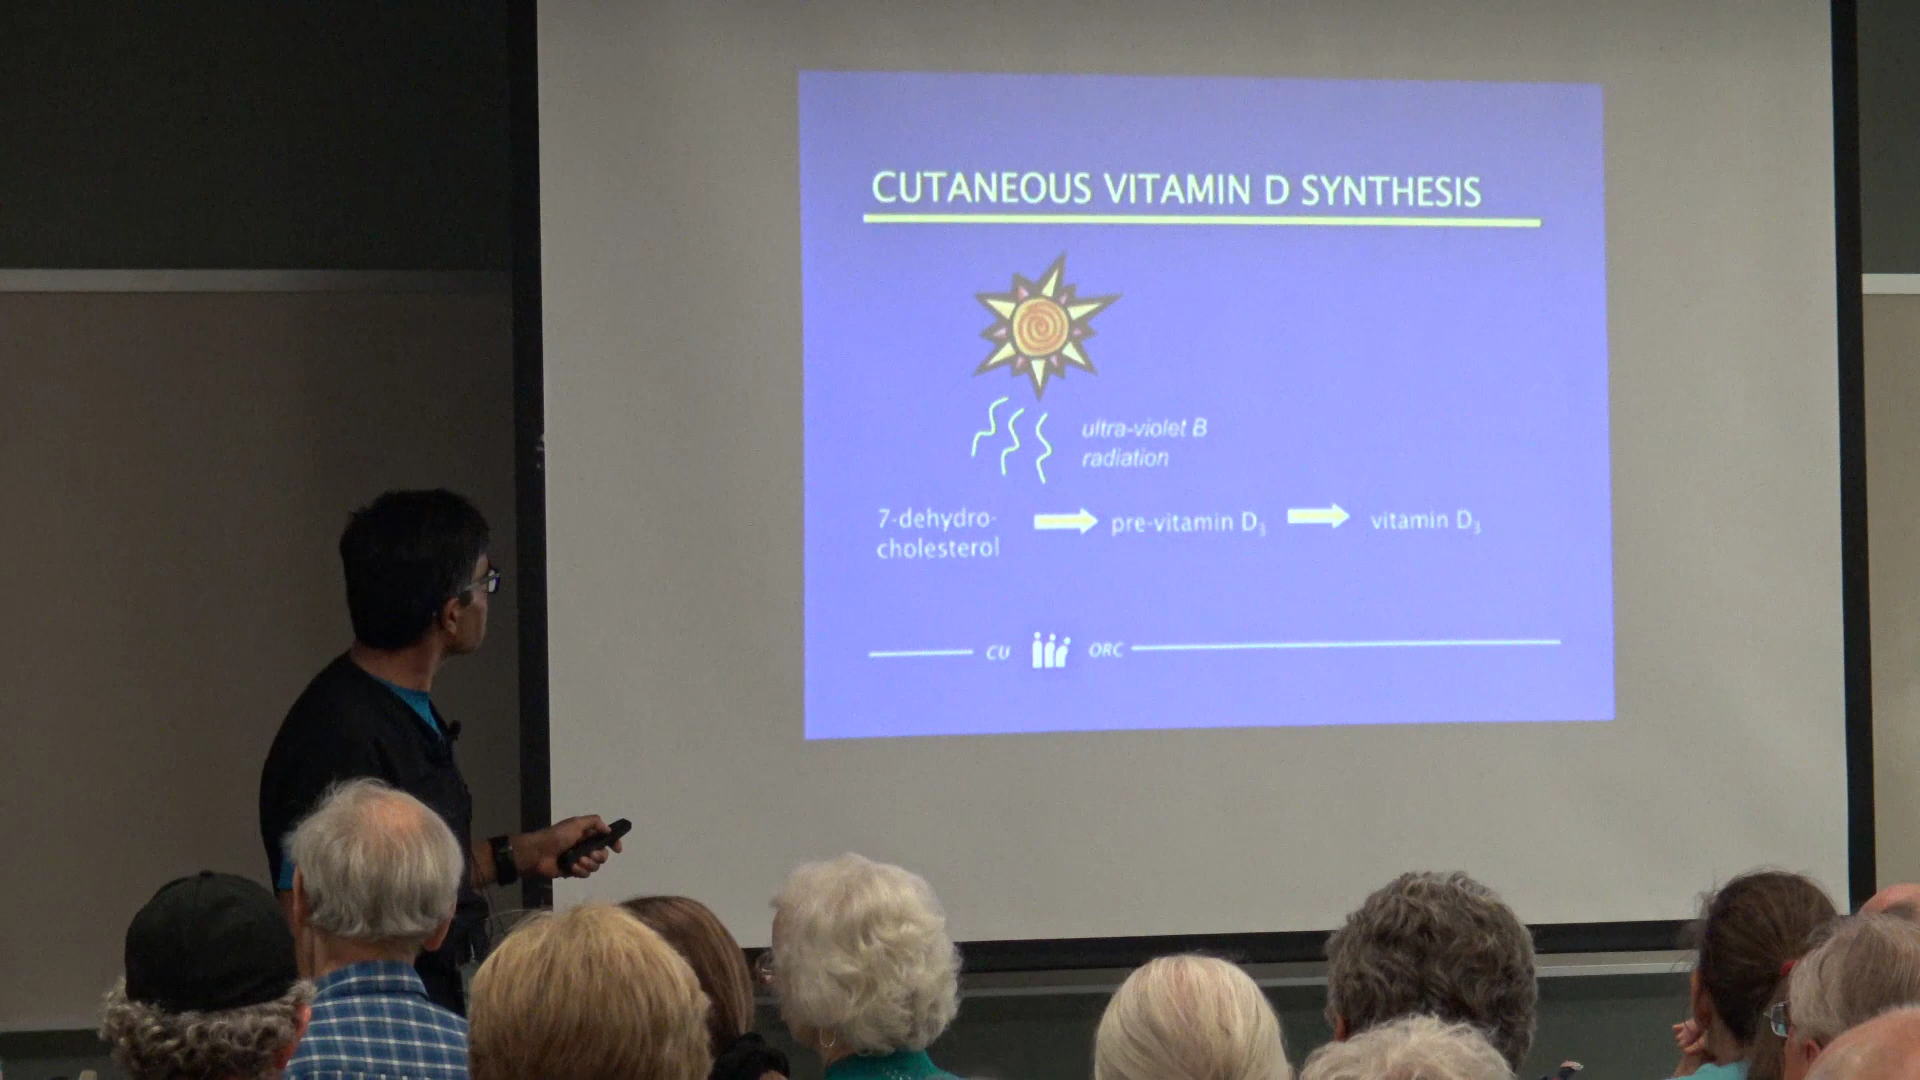 CUTANEOUS VITAMIN D SYNTHESIS
ultra-violet B
radiation
7-dehydro-
cholesterol
pre-vitamin D₃
vitamin D₃
CU ORC